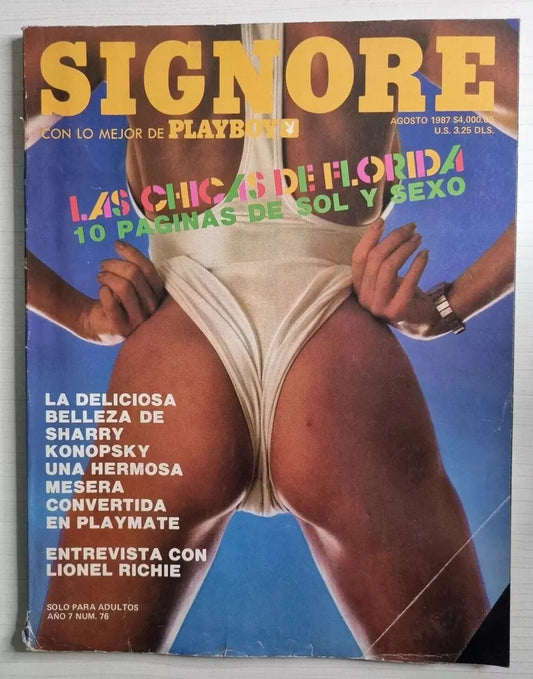 SIGNORE
CON LO MEJOR DE PLAYBOY
AGOSTO 1987 $4,000.00
U.S. 3.25 DLS.
LAS CHICAS DE FLORIDA
10 PAGINAS DE SOL Y SEXO
LA DELICIOSA
BELLEZA DE
SHARRY
KONOPSKY
UNA HERMOSA
MESERA
CONVERTIDA
EN PLAYMATE
ENTREVISTA CON
LIONEL RICHIE
SOLO PARA ADULTOS
AÑO 7 NUM. 76